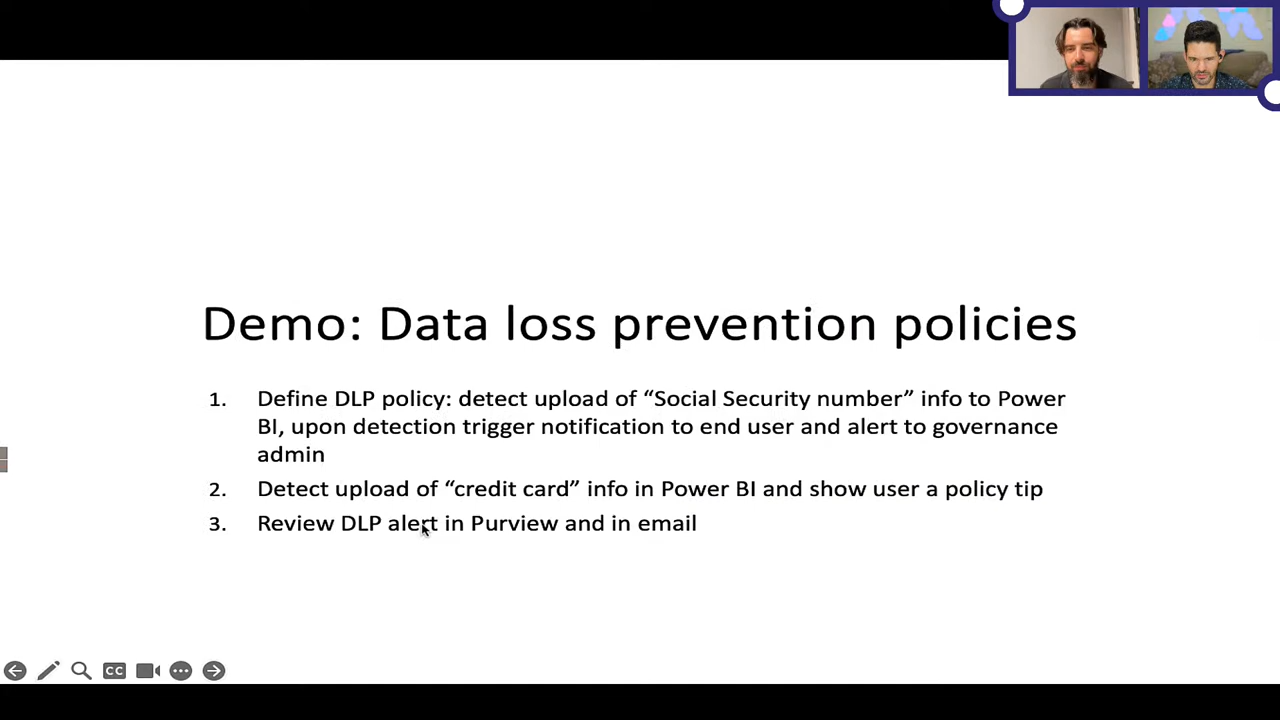 Demo: Data loss prevention policies
1. Define DLP policy: detect upload of “Social Security number” info to Power
BI, upon detection trigger notification to end user and alert to governance
admin
2. Detect upload of “credit card” info in Power BI and show user a policy tip
3. Review DLP alert in Purview and in email
CC